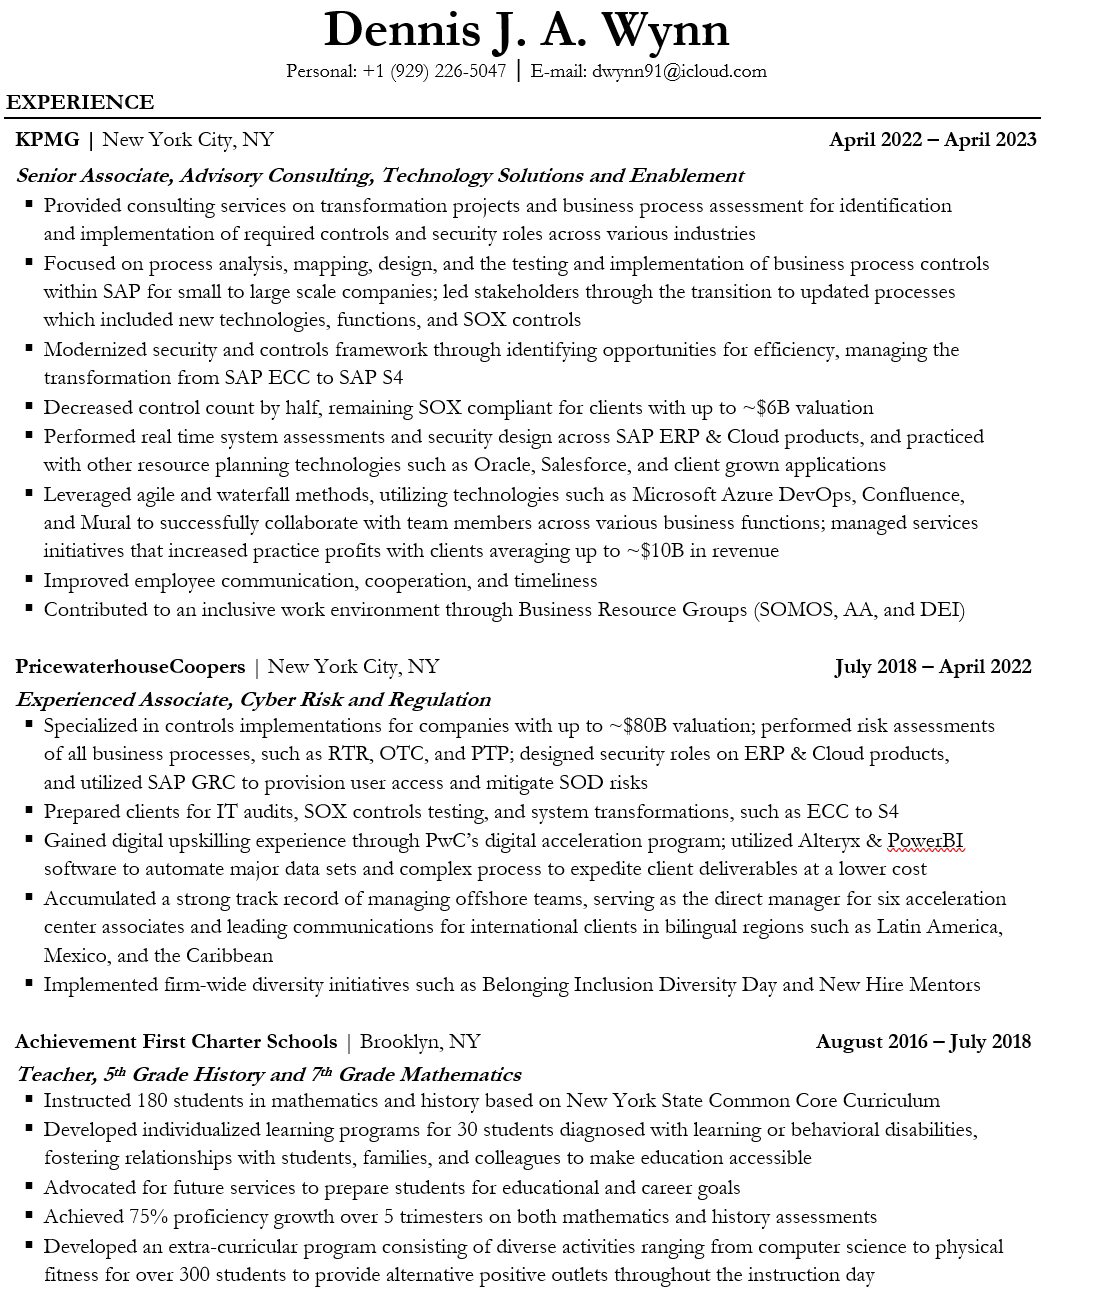 Dennis J. A. Wynn
Personal: +1 (929) 226-5047 | E-mail: dwynn91@icloud.com
EXPERIENCE
KPMG | New York City, NY April 2022 – April 2023
Senior Associate, Advisory Consulting, Technology Solutions and Enablement
▪ Provided consulting services on transformation projects and business process assessment for identification
and implementation of required controls and security roles across various industries
▪ Focused on process analysis, mapping, design, and the testing and implementation of business process controls
within SAP for small to large scale companies; led stakeholders through the transition to updated processes
which included new technologies, functions, and SOX controls
▪ Modernized security and controls framework through identifying opportunities for efficiency, managing the
transformation from SAP ECC to SAP S4
▪ Decreased control count by half, remaining SOX compliant for clients with up to ~$6B valuation
▪ Performed real time system assessments and security design across SAP ERP & Cloud products, and practiced
with other resource planning technologies such as Oracle, Salesforce, and client grown applications
▪ Leveraged agile and waterfall methods, utilizing technologies such as Microsoft Azure DevOps, Confluence,
and Mural to successfully collaborate with team members across various business functions; managed services
initiatives that increased practice profits with clients averaging up to ~$10B in revenue
▪ Improved employee communication, cooperation, and timeliness
▪ Contributed to an inclusive work environment through Business Resource Groups (SOMOS, AA, and DEI)
PricewaterhouseCoopers | New York City, NY July 2018 – April 2022
Experienced Associate, Cyber Risk and Regulation
▪ Specialized in controls implementations for companies with up to ~$80B valuation; performed risk assessments
of all business processes, such as RTR, OTC, and PTP; designed security roles on ERP & Cloud products,
and utilized SAP GRC to provision user access and mitigate SOD risks
▪ Prepared clients for IT audits, SOX controls testing, and system transformations, such as ECC to S4
▪ Gained digital upskilling experience through PwC’s digital acceleration program; utilized Alteryx & PowerBI
software to automate major data sets and complex process to expedite client deliverables at a lower cost
▪ Accumulated a strong track record of managing offshore teams, serving as the direct manager for six acceleration
center associates and leading communications for international clients in bilingual regions such as Latin America,
Mexico, and the Caribbean
▪ Implemented firm-wide diversity initiatives such as Belonging Inclusion Diversity Day and New Hire Mentors
Achievement First Charter Schools | Brooklyn, NY August 2016 – July 2018
Teacher, 5th Grade History and 7th Grade Mathematics
▪ Instructed 180 students in mathematics and history based on New York State Common Core Curriculum
▪ Developed individualized learning programs for 30 students diagnosed with learning or behavioral disabilities,
fostering relationships with students, families, and colleagues to make education accessible
▪ Advocated for future services to prepare students for educational and career goals
▪ Achieved 75% proficiency growth over 5 trimesters on both mathematics and history assessments
▪ Developed an extra-curricular program consisting of diverse activities ranging from computer science to physical
fitness for over 300 students to provide alternative positive outlets throughout the instruction day